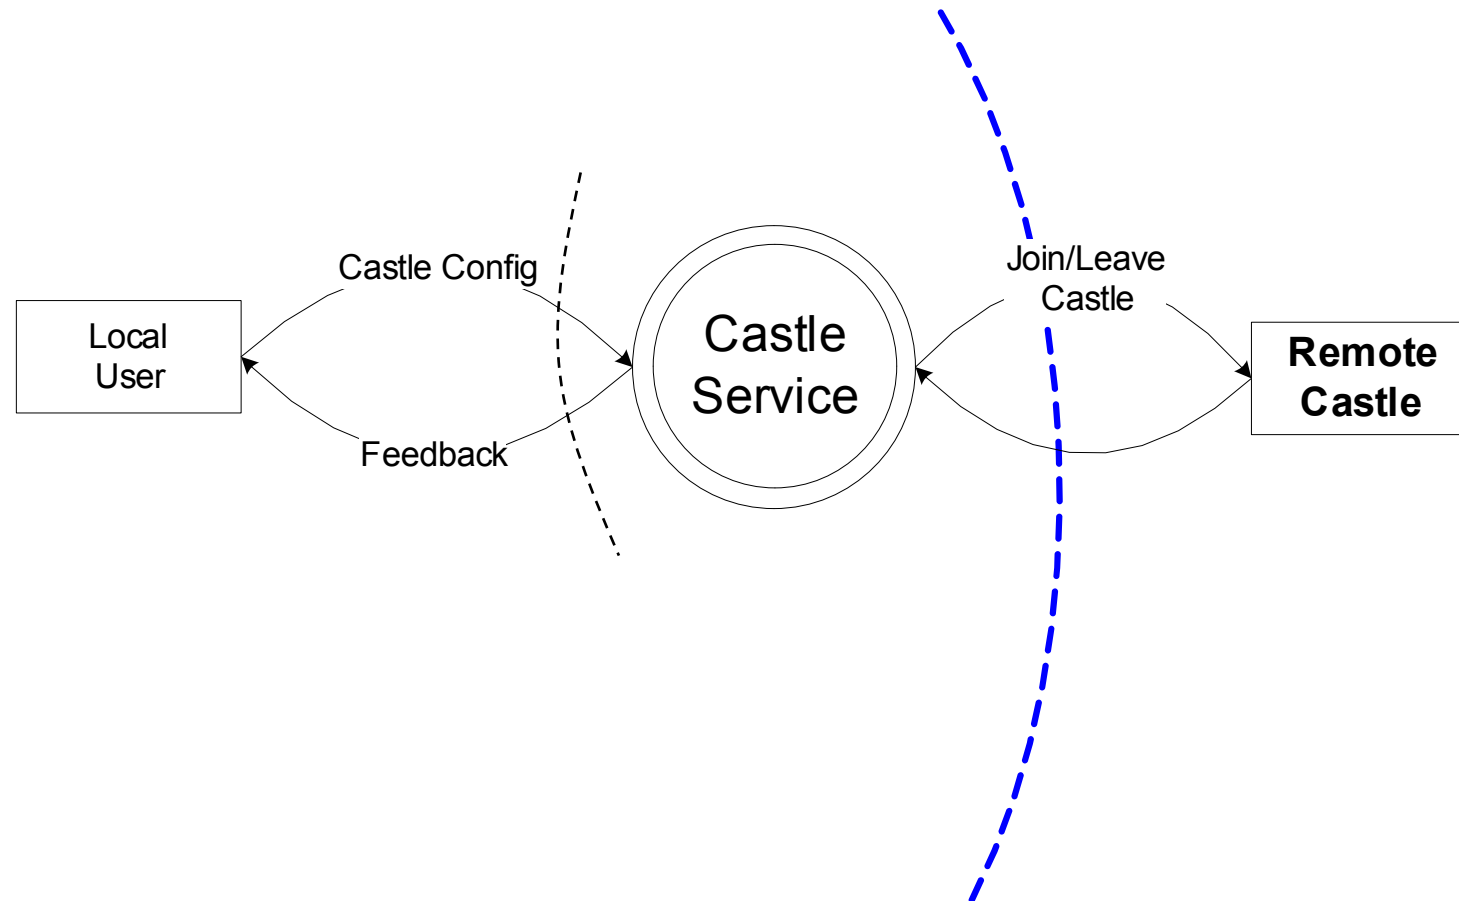 Castle Config
Local
User
Feedback
Castle
Service
Join/Leave
Castle
Remote
Castle